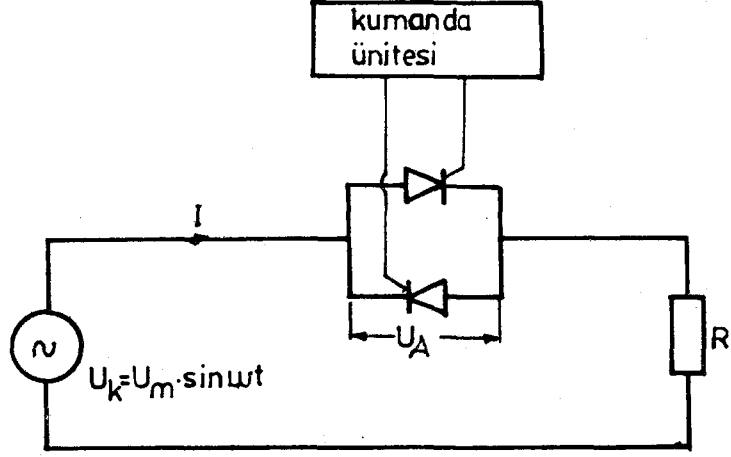 kumanda
ünitesi
I
U_A
R
~
U_k=U_m·sinωt